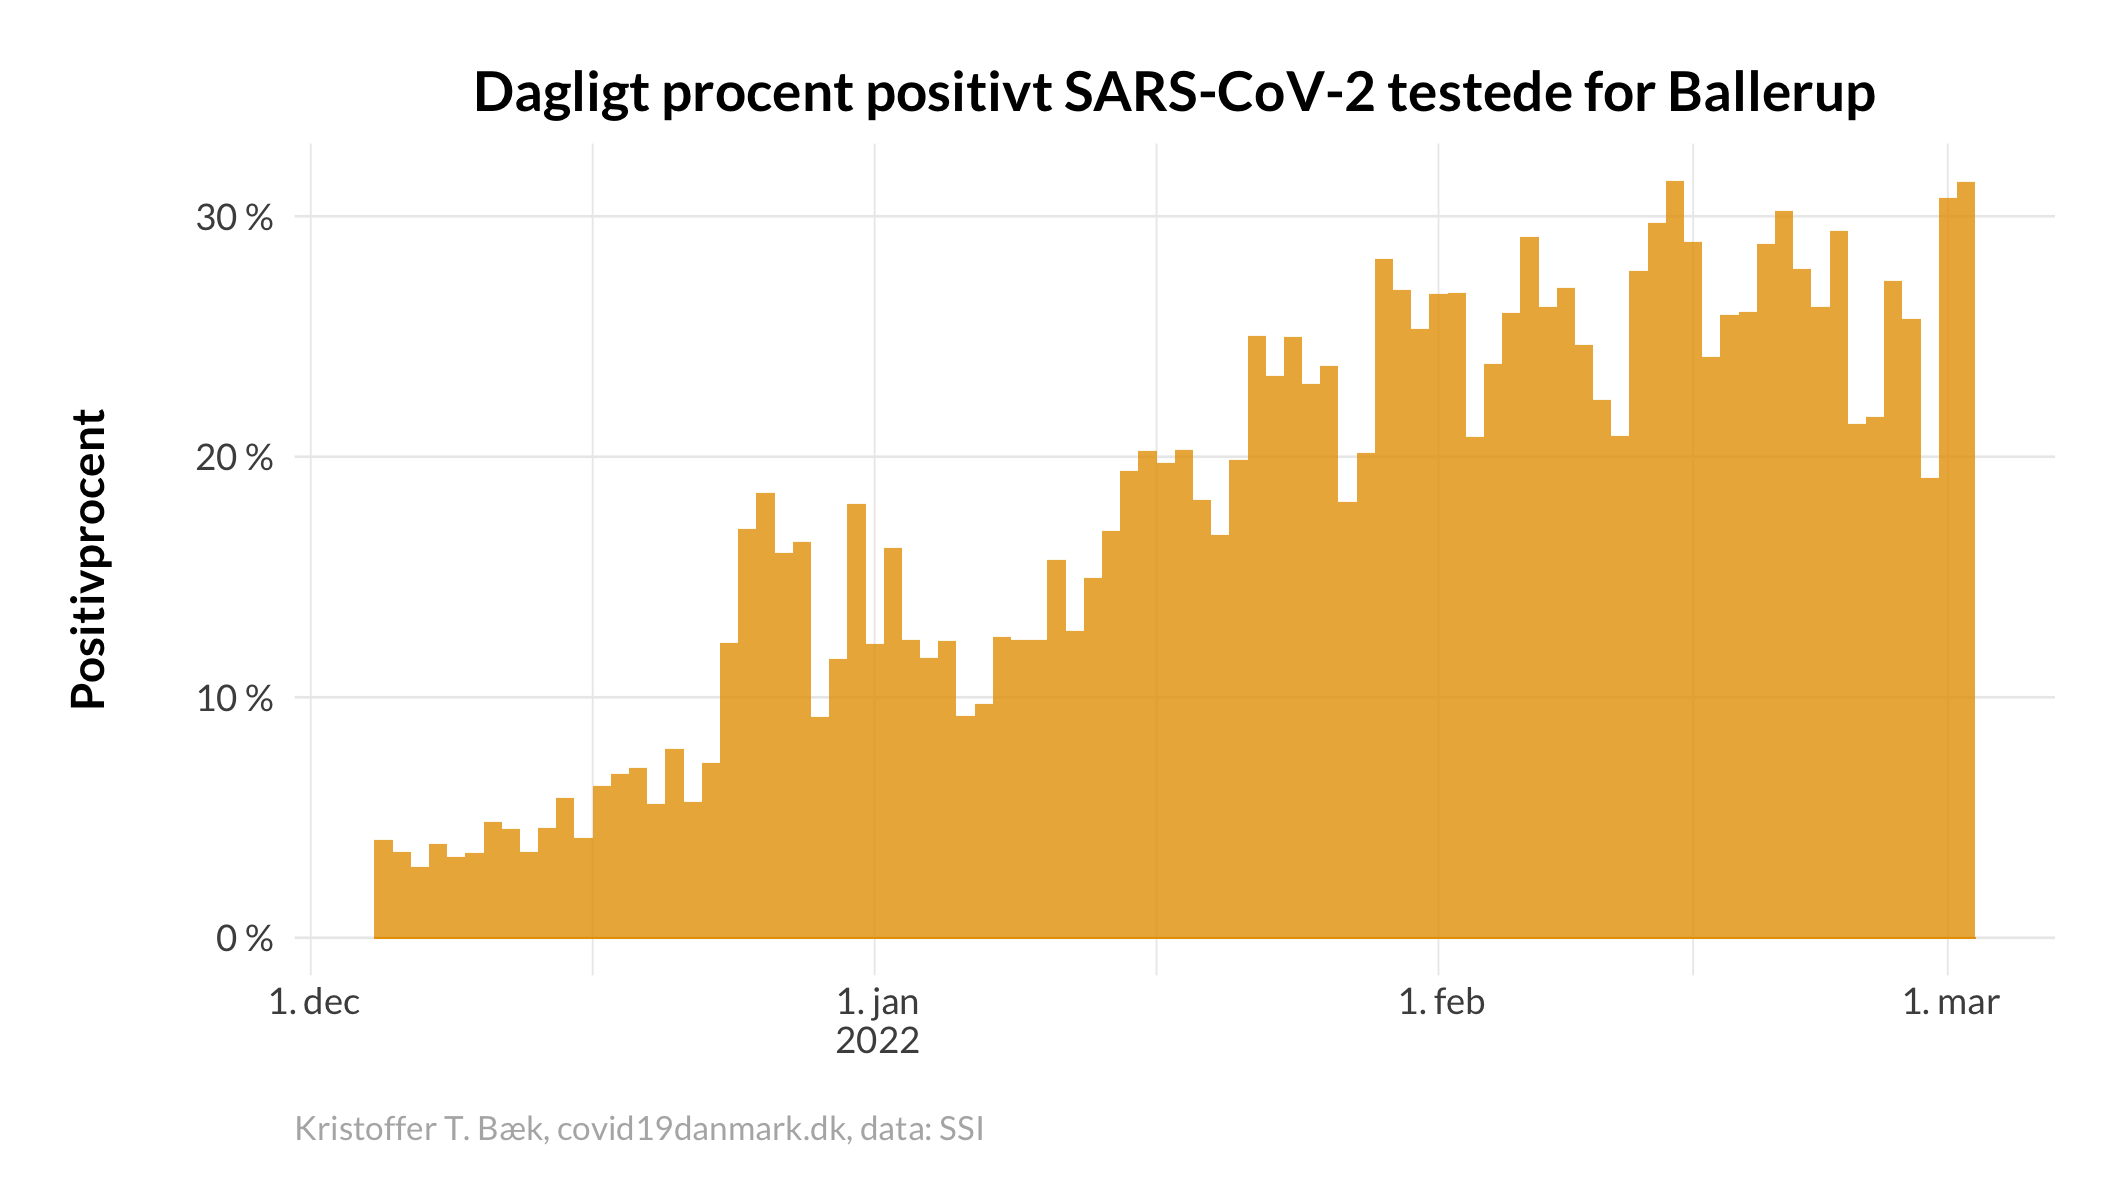 Dagligt procent positivt SARS-CoV-2 testede for Ballerup
Positivprocent
30 %
20 %
10 %
0 %
1. dec
1. jan
2022
1. feb
1. mar
Kristoffer T. Bæk, covid19danmark.dk, data: SSI